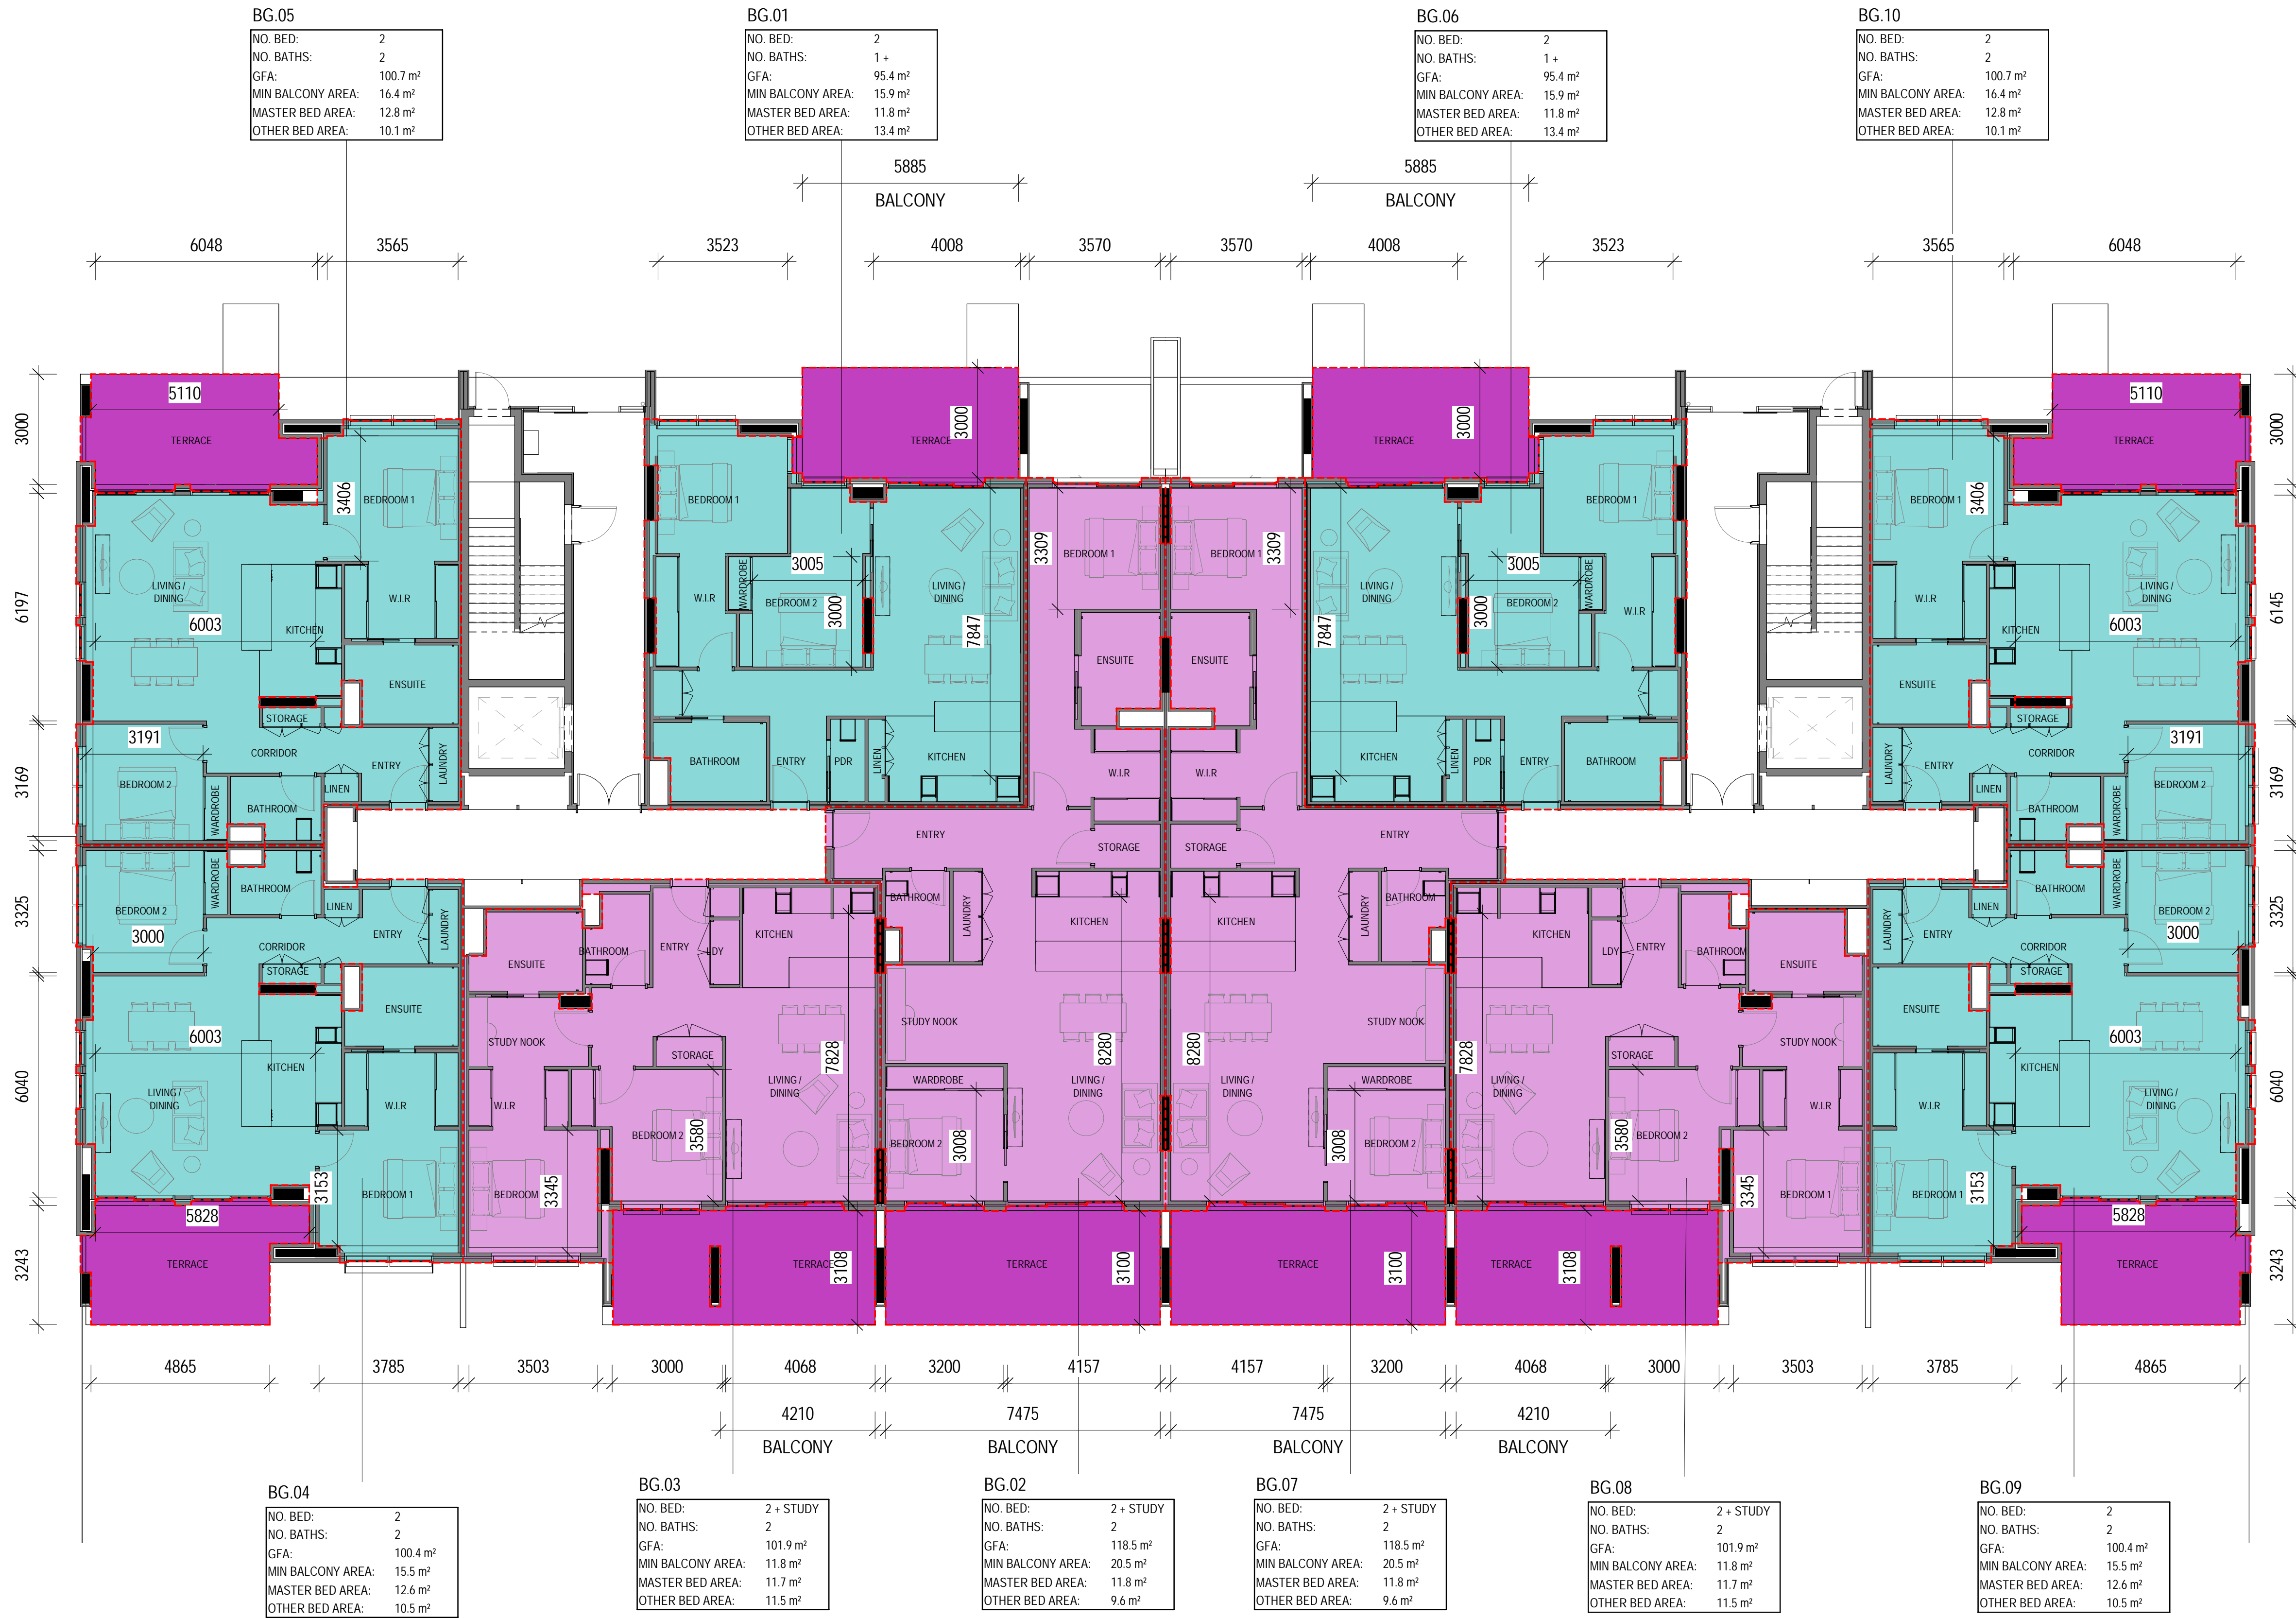 BG.05
NO. BED: 2
NO. BATHS: 2
GFA: 100.7 m²
MIN BALCONY AREA: 16.4 m²
MASTER BED AREA: 12.8 m²
OTHER BED AREA: 10.1 m²
BG.01
NO. BED: 2
NO. BATHS: 1 +
GFA: 95.4 m²
MIN BALCONY AREA: 15.9 m²
MASTER BED AREA: 11.8 m²
OTHER BED AREA: 13.4 m²
BG.06
NO. BED: 2
NO. BATHS: 1 +
GFA: 95.4 m²
MIN BALCONY AREA: 15.9 m²
MASTER BED AREA: 11.8 m²
OTHER BED AREA: 13.4 m²
BG.10
NO. BED: 2
NO. BATHS: 2
GFA: 100.7 m²
MIN BALCONY AREA: 16.4 m²
MASTER BED AREA: 12.8 m²
OTHER BED AREA: 10.1 m²
5885 5885
BALCONY BALCONY
6048 3565 3523 4008 3570 3570 4008 3523 3565 6048
3000
6197
3169
3325
6040
3243
5110
TERRACE
3406
BEDROOM 1
LIVING /
DINING
6003
KITCHEN
W.I.R
ENSUITE
STORAGE
3191
CORRIDOR
ENTRY
LAUNDRY
BEDROOM 2
WARDROBE
BATHROOM
LINEN
BEDROOM 2
WARDROBE
BATHROOM
LINEN
ENTRY
LAUNDRY
3000
CORRIDOR
STORAGE
ENSUITE
6003
KITCHEN
LIVING /
DINING
W.I.R
3153
BEDROOM 1
5828
TERRACE
TERRACE
3000
BEDROOM 1
W.I.R
WARDROBE
3005
BEDROOM 2
3000
LIVING /
DINING
7847
BATHROOM
ENTRY
PDR
LINEN
KITCHEN
3309
BEDROOM 1
ENSUITE
W.I.R
ENTRY
STORAGE
BATHROOM
LAUNDRY
KITCHEN
STUDY NOOK
8280
WARDROBE
LIVING /
DINING
BEDROOM 2
3008
TERRACE
3100
ENSUITE
BATHROOM
ENTRY
LDY
KITCHEN
STUDY NOOK
STORAGE
7828
W.I.R
LIVING /
DINING
BEDROOM 2
3580
BEDROOM
3345
TERRACE
3108
BEDROOM 1
3309
ENSUITE
W.I.R
STORAGE
ENTRY
KITCHEN
LAUNDRY
BATHROOM
STUDY NOOK
8280
LIVING /
DINING
WARDROBE
3008
BEDROOM 2
TERRACE
3100
TERRACE
3000
LIVING /
DINING
7847
3005
3000
BEDROOM 2
WARDROBE
BEDROOM 1
W.I.R
KITCHEN
LINEN
PDR
ENTRY
BATHROOM
KITCHEN
LDY
ENTRY
BATHROOM
ENSUITE
STUDY NOOK
STORAGE
7828
LIVING /
DINING
3580
BEDROOM 2
W.I.R
3345
BEDROOM 1
TERRACE
3108
5110
TERRACE
BEDROOM 1
3406
LIVING /
DINING
W.I.R
KITCHEN
6003
ENSUITE
STORAGE
CORRIDOR
3191
LAUNDRY
ENTRY
LINEN
BATHROOM
WARDROBE
BEDROOM 2
LAUNDRY
ENTRY
LINEN
BATHROOM
WARDROBE
BEDROOM 2
3000
CORRIDOR
STORAGE
ENSUITE
6003
KITCHEN
W.I.R
LIVING /
DINING
BEDROOM 1
3153
5828
TERRACE
3000
6145
3169
3325
6040
3243
4865 3785 3503 3000 4068 3200 4157 4157 3200 4068 3000 3503 3785 4865
4210 7475 7475 4210
BALCONY BALCONY BALCONY BALCONY
BG.04
NO. BED: 2
NO. BATHS: 2
GFA: 100.4 m²
MIN BALCONY AREA: 15.5 m²
MASTER BED AREA: 12.6 m²
OTHER BED AREA: 10.5 m²
BG.03
NO. BED: 2 + STUDY
NO. BATHS: 2
GFA: 101.9 m²
MIN BALCONY AREA: 11.8 m²
MASTER BED AREA: 11.7 m²
OTHER BED AREA: 11.5 m²
BG.02
NO. BED: 2 + STUDY
NO. BATHS: 2
GFA: 118.5 m²
MIN BALCONY AREA: 20.5 m²
MASTER BED AREA: 11.8 m²
OTHER BED AREA: 9.6 m²
BG.07
NO. BED: 2 + STUDY
NO. BATHS: 2
GFA: 118.5 m²
MIN BALCONY AREA: 20.5 m²
MASTER BED AREA: 11.8 m²
OTHER BED AREA: 9.6 m²
BG.08
NO. BED: 2 + STUDY
NO. BATHS: 2
GFA: 101.9 m²
MIN BALCONY AREA: 11.8 m²
MASTER BED AREA: 11.7 m²
OTHER BED AREA: 11.5 m²
BG.09
NO. BED: 2
NO. BATHS: 2
GFA: 100.4 m²
MIN BALCONY AREA: 15.5 m²
MASTER BED AREA: 12.6 m²
OTHER BED AREA: 10.5 m²